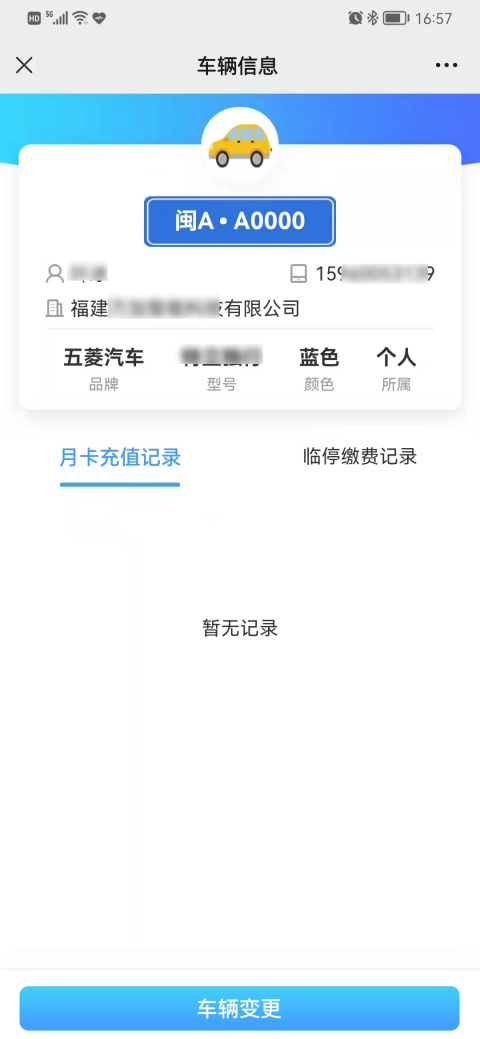 HD 5G 16:57
车辆信息
闽A·A0000
159
福建 技有限公司
五菱汽车 蓝色 个人
品牌 型号 颜色 所属
月卡充值记录 临停缴费记录
暂无记录
车辆变更